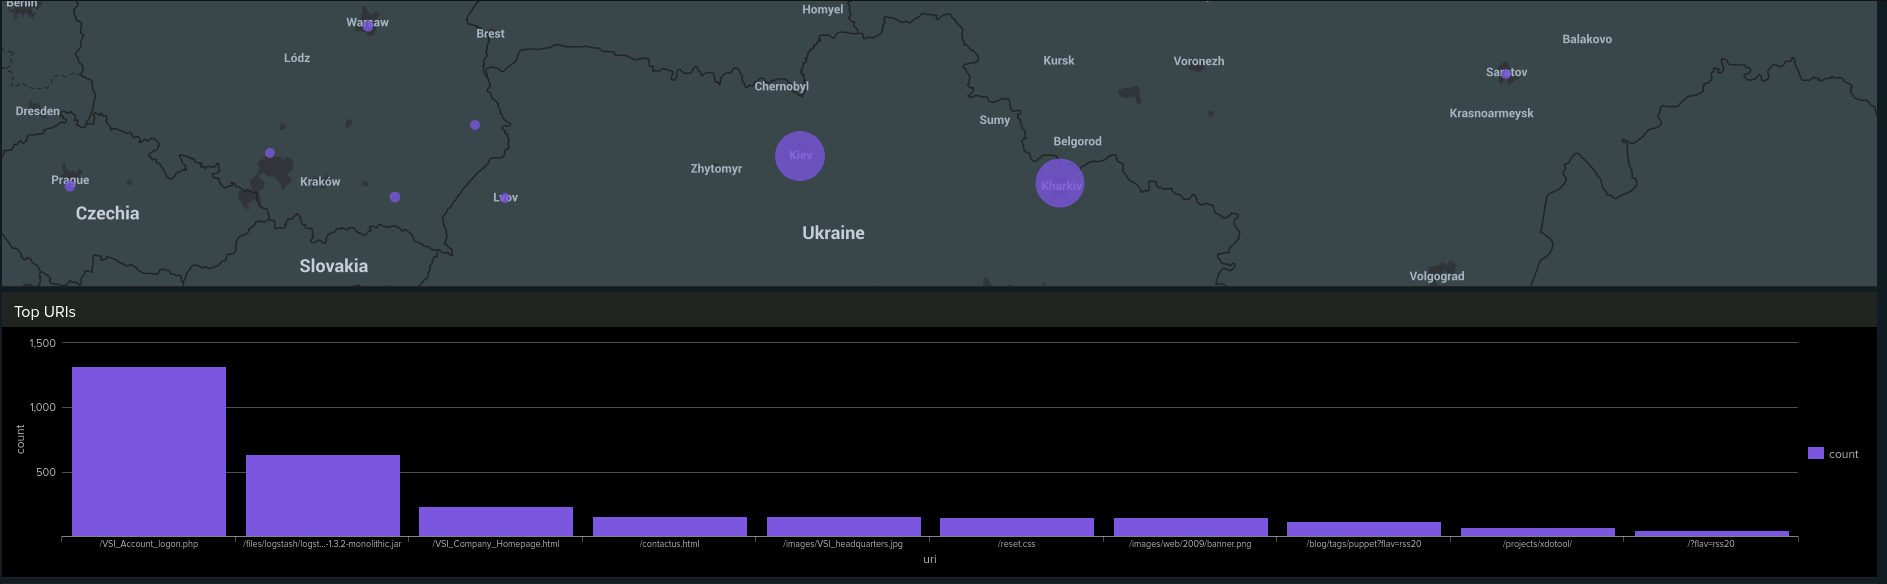 Berlin
Homyel
Warsaw
Brest
Balakovo
Lódz
Kursk
Voronezh
Saratov
Chernobyl
Dresden
Krasnoarmeysk
Sumy
Belgorod
Kiev
Zhytomyr
Prague
Kraków
Kharkiv
Lvov
Czechia
Ukraine
Slovakia
Volgograd
Top URIs
1,500
1,000
500
count
count
/VSI_Account_logon.php
/files/logstash/logst...-1.3.2-monolithic.jar
/VSI_Company_Homepage.html
/contactus.html
/images/VSI_headquarters.jpg
/reset.css
/images/web/2009/banner.png
/blog/tags/puppet?flav=rss20
/projects/xdotool/
/?flav=rss20
uri